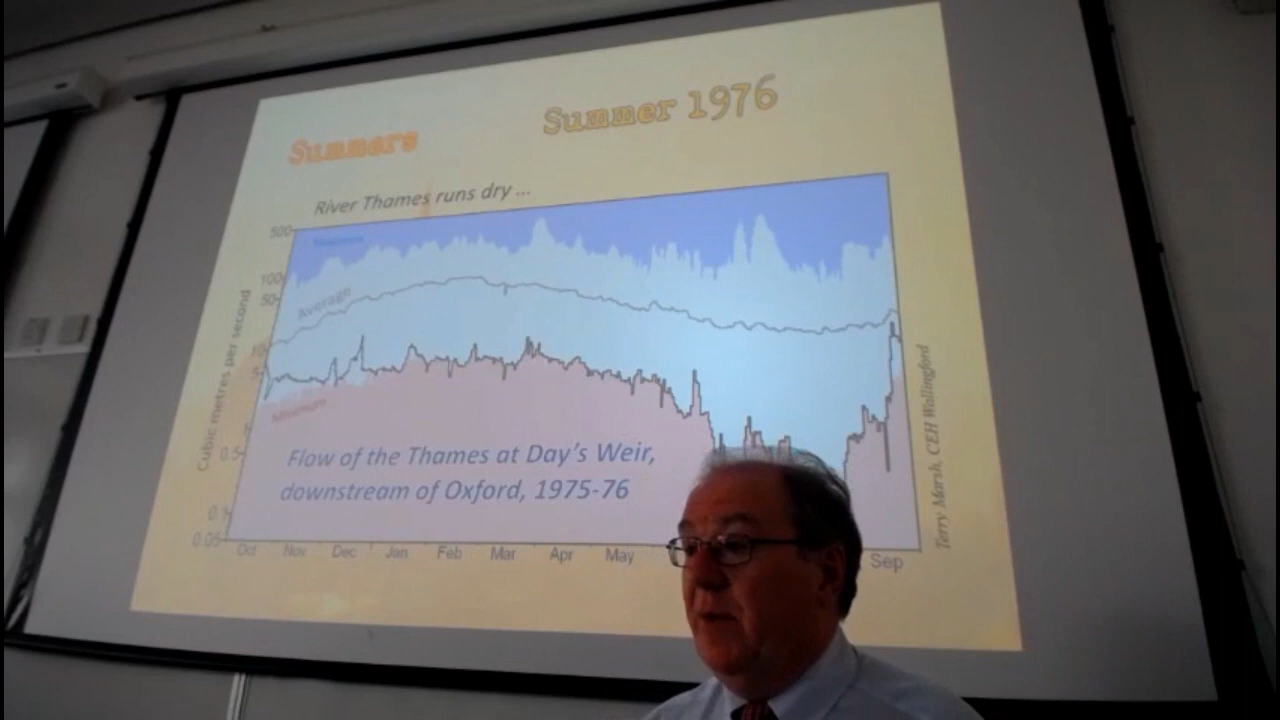 Summer 1976
Summers
River Thames runs dry ...
500
100
50
10
5
0.5
0.1
0.05
Cubic metres per second
Average
Minimum
Flow of the Thames at Day's Weir,
downstream of Oxford, 1975-76
Oct Nov Dec Jan Feb Mar Apr May Sep
Terry Marsh, CEH Wallingford